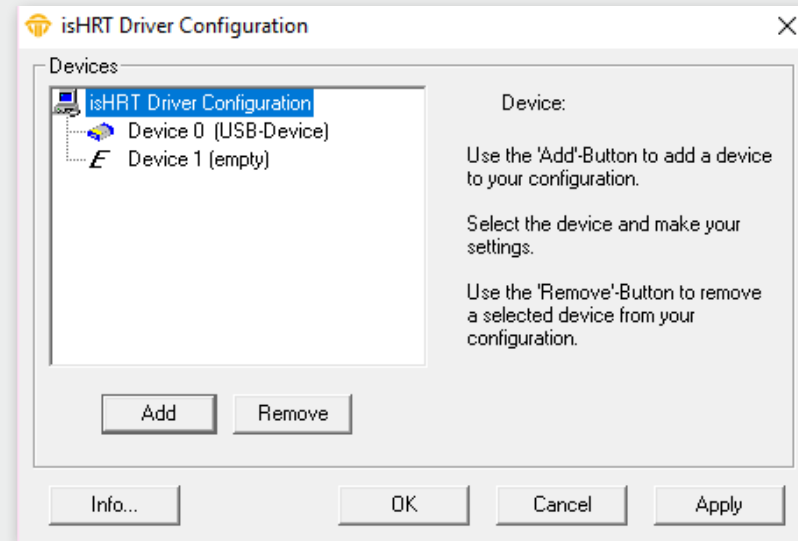 isHRT Driver Configuration
Devices
isHRT Driver Configuration
Device 0 (USB-Device)
E Device 1 (empty)
Device:
Use the 'Add'-Button to add a device
to your configuration.
Select the device and make your
settings.
Use the 'Remove'-Button to remove
a selected device from your
configuration.
Add Remove
Info... OK Cancel Apply